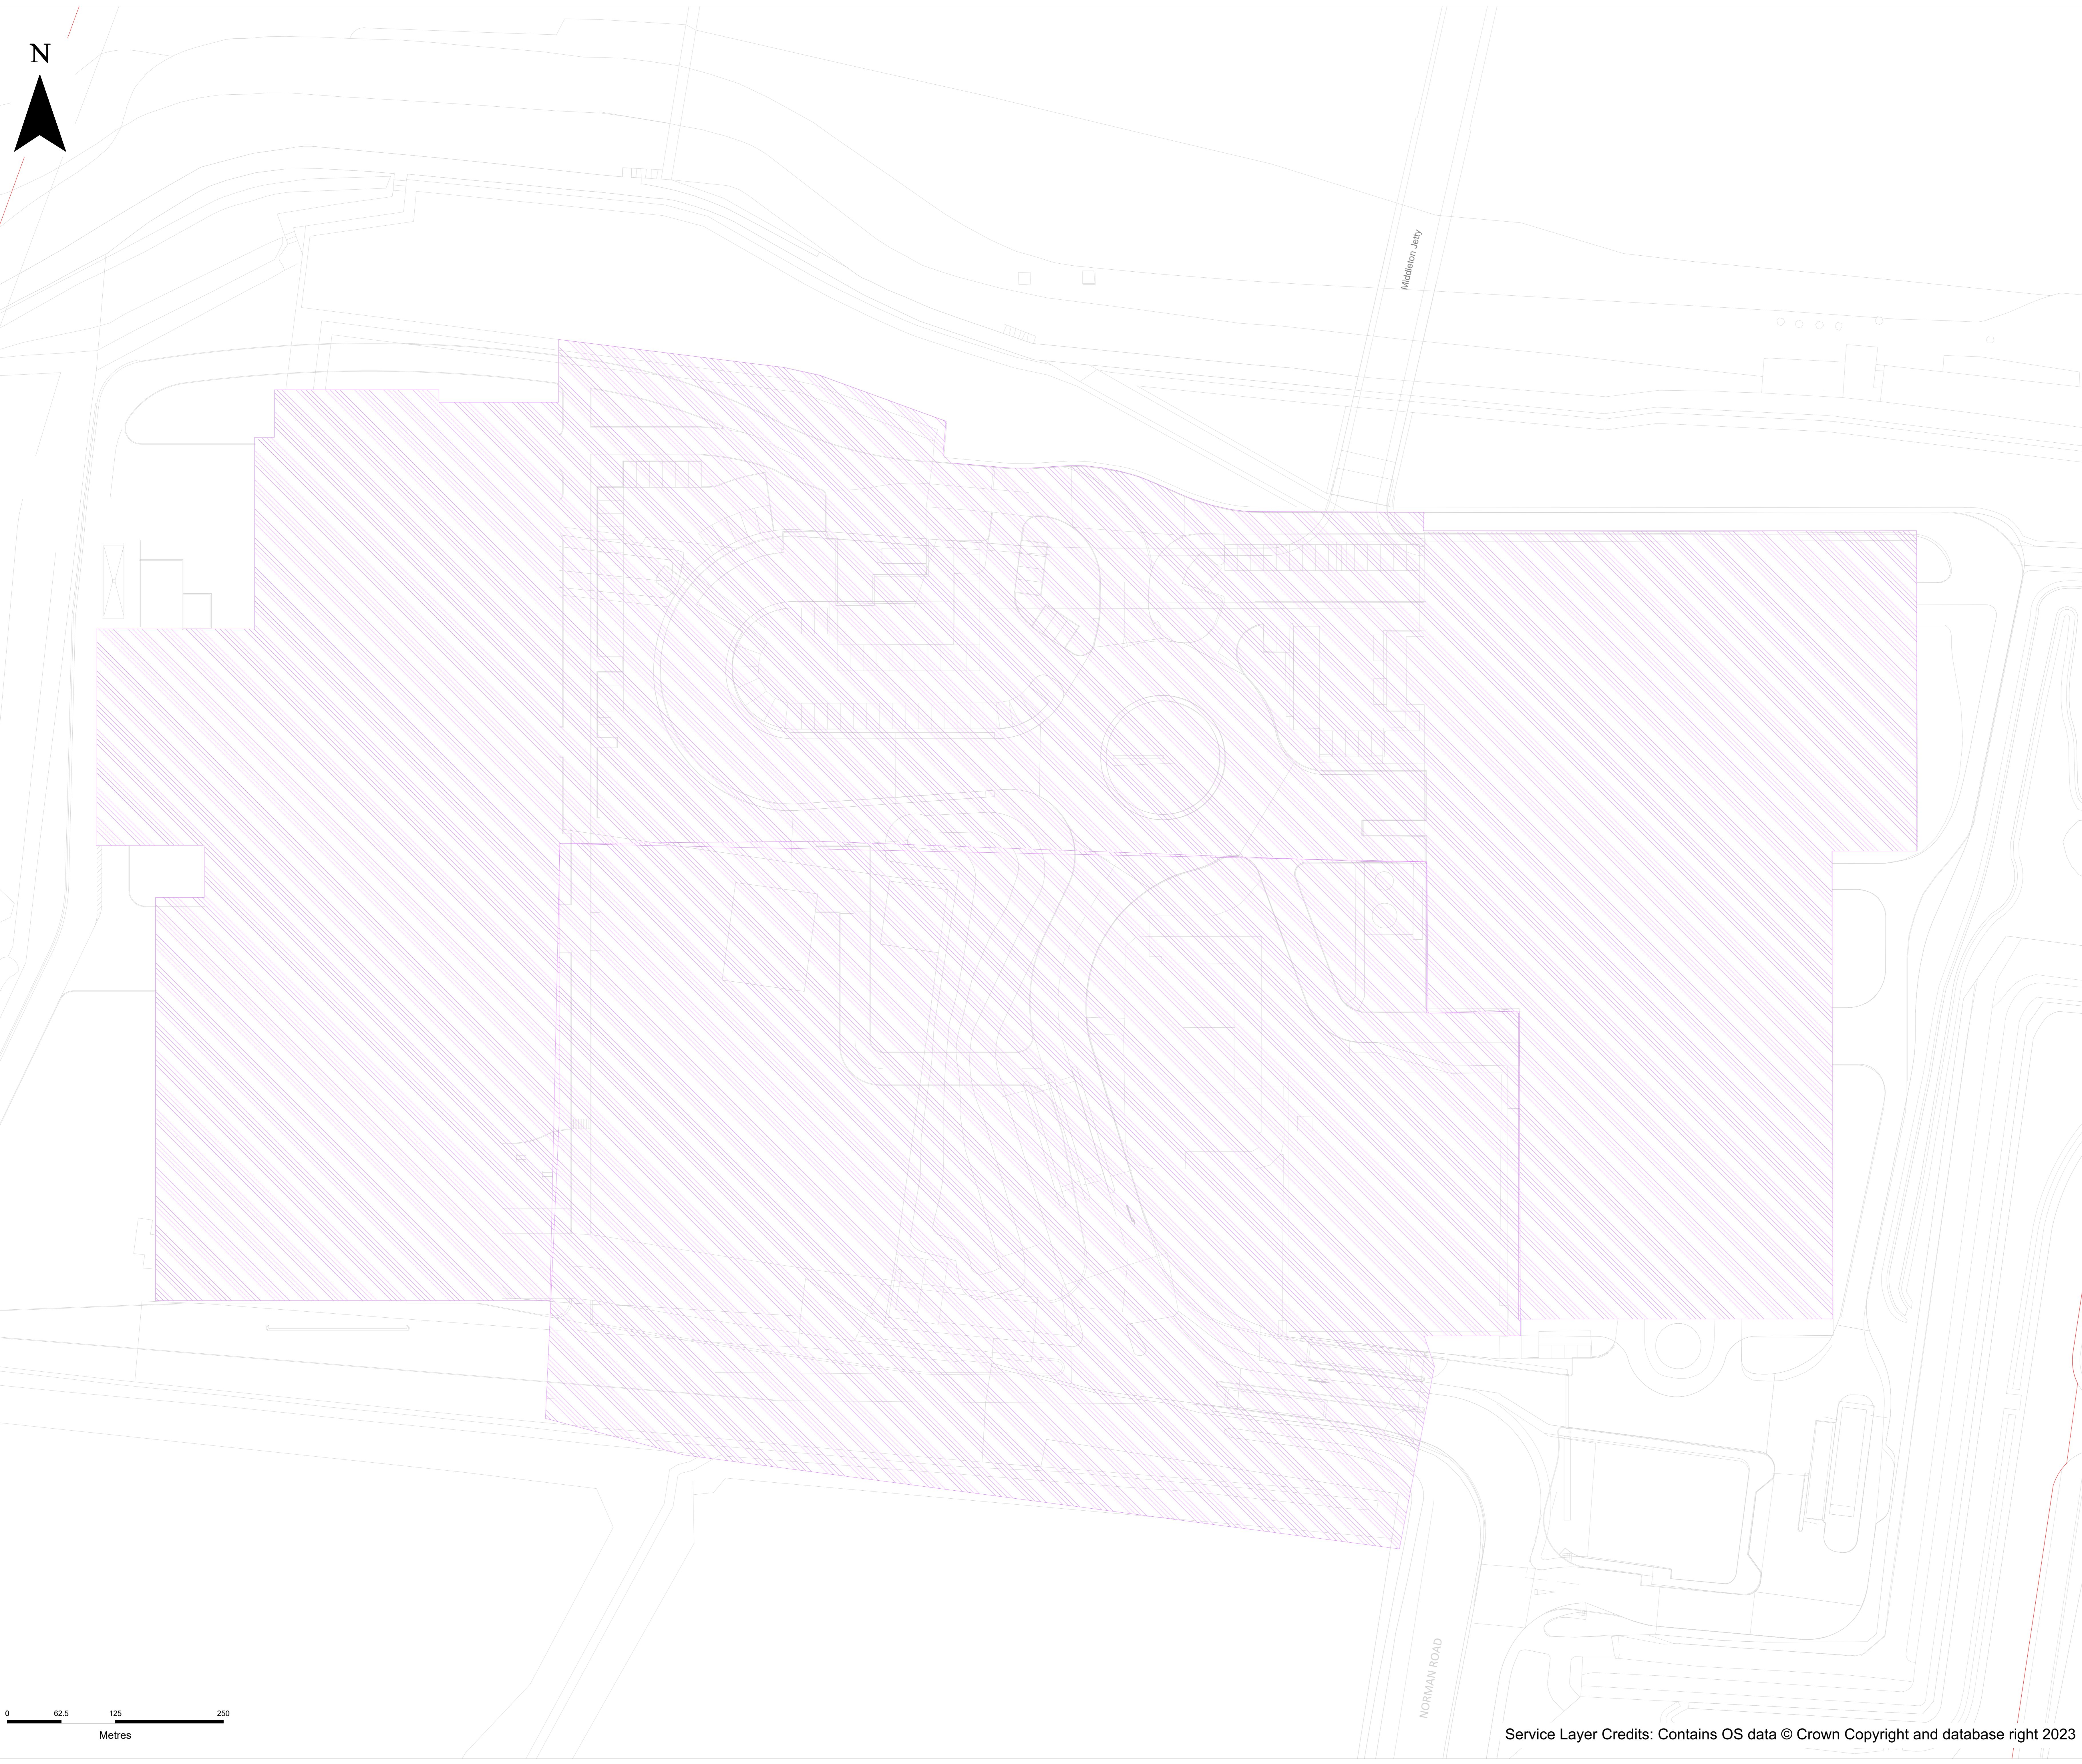 N
Middleton Jetty
NORMAN ROAD
0 62.5 125 250
Metres
Service Layer Credits: Contains OS data © Crown Copyright and database right 2023